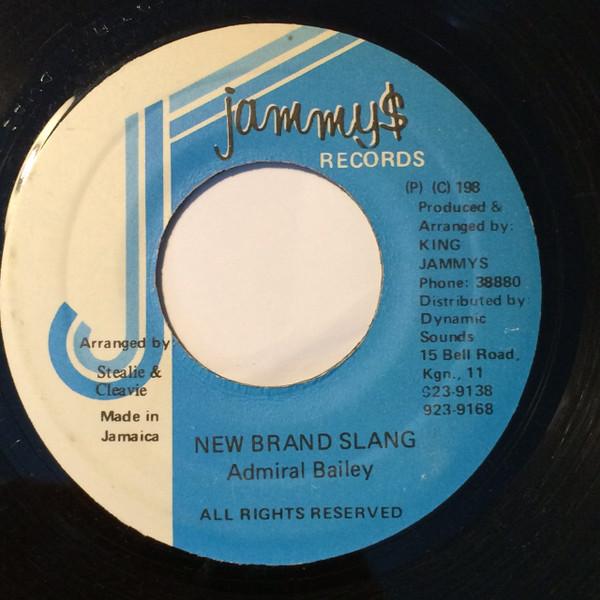 jammy$
RECORDS
(P) (C) 198
Produced &
Arranged by:
KING
JAMMYS
Phone: 38880
Distributed by:
Dynamic
Sounds
15 Bell Road,
Kgn., 11
923-9138
923-9168
Arranged by:
Stealie &
Cleavie
Made in
Jamaica
NEW BRAND SLANG
Admiral Bailey
ALL RIGHTS RESERVED